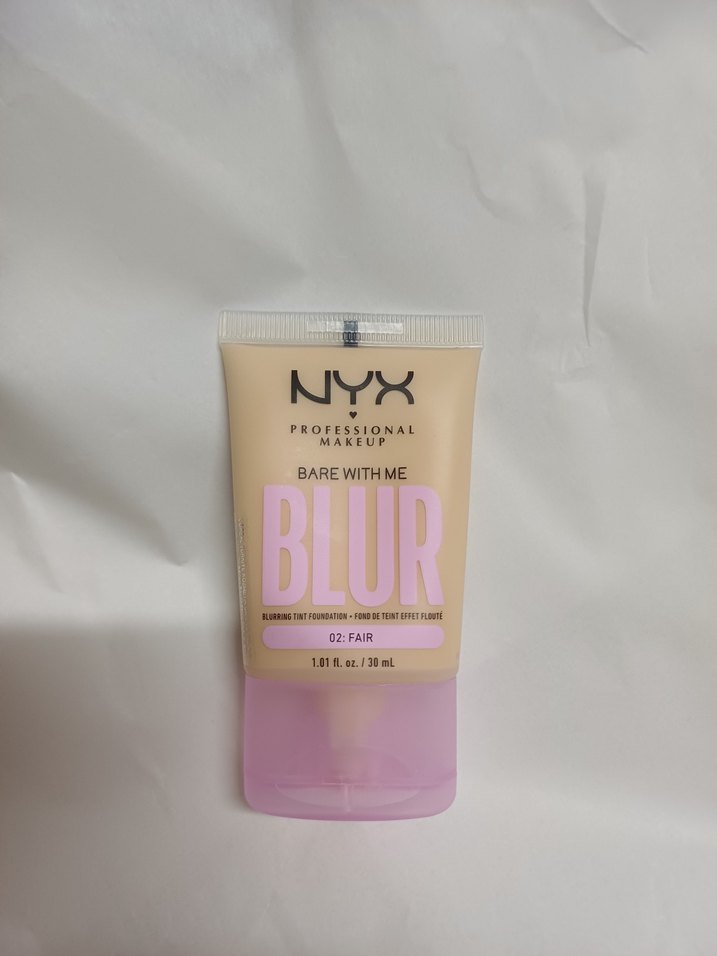 NYX
PROFESSIONAL
MAKEUP
BARE WITH ME
BLUR
BLURRING TINT FOUNDATION • FOND DE TEINT EFFET FLOUTÉ
02: FAIR
1.01 fl. oz. / 30 mL